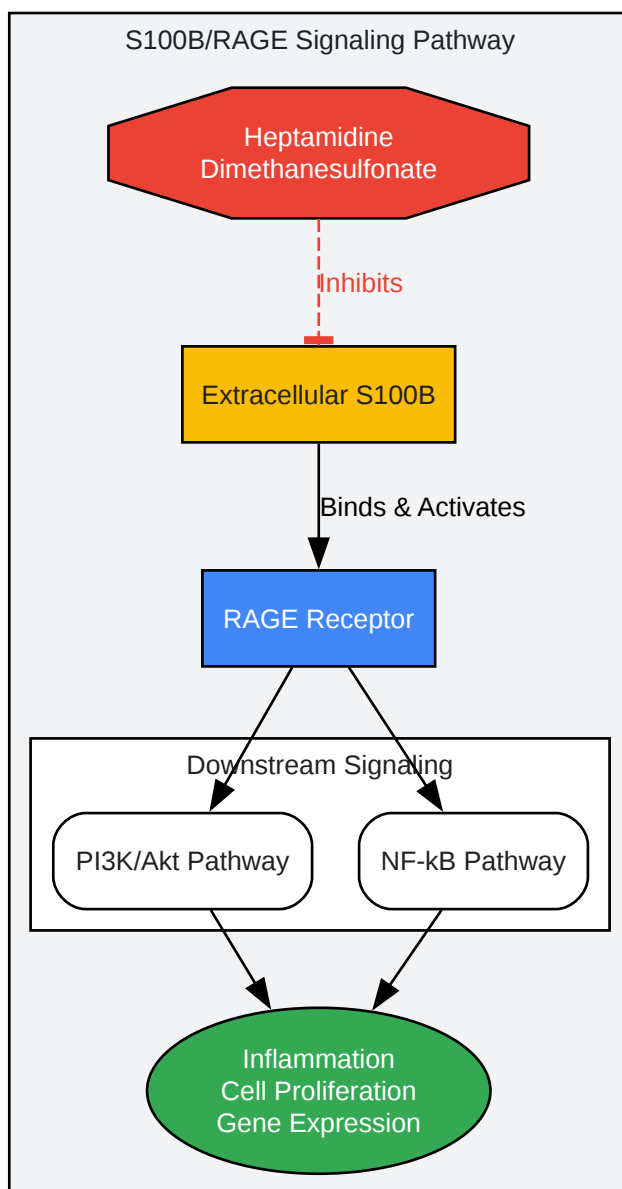 S100B/RAGE Signaling Pathway
Heptamidine
Dimethanesulfonate
Inhibits
Extracellular S100B
Binds & Activates
RAGE Receptor
Downstream Signaling
PI3K/Akt Pathway
NF-kB Pathway
Inflammation
Cell Proliferation
Gene Expression